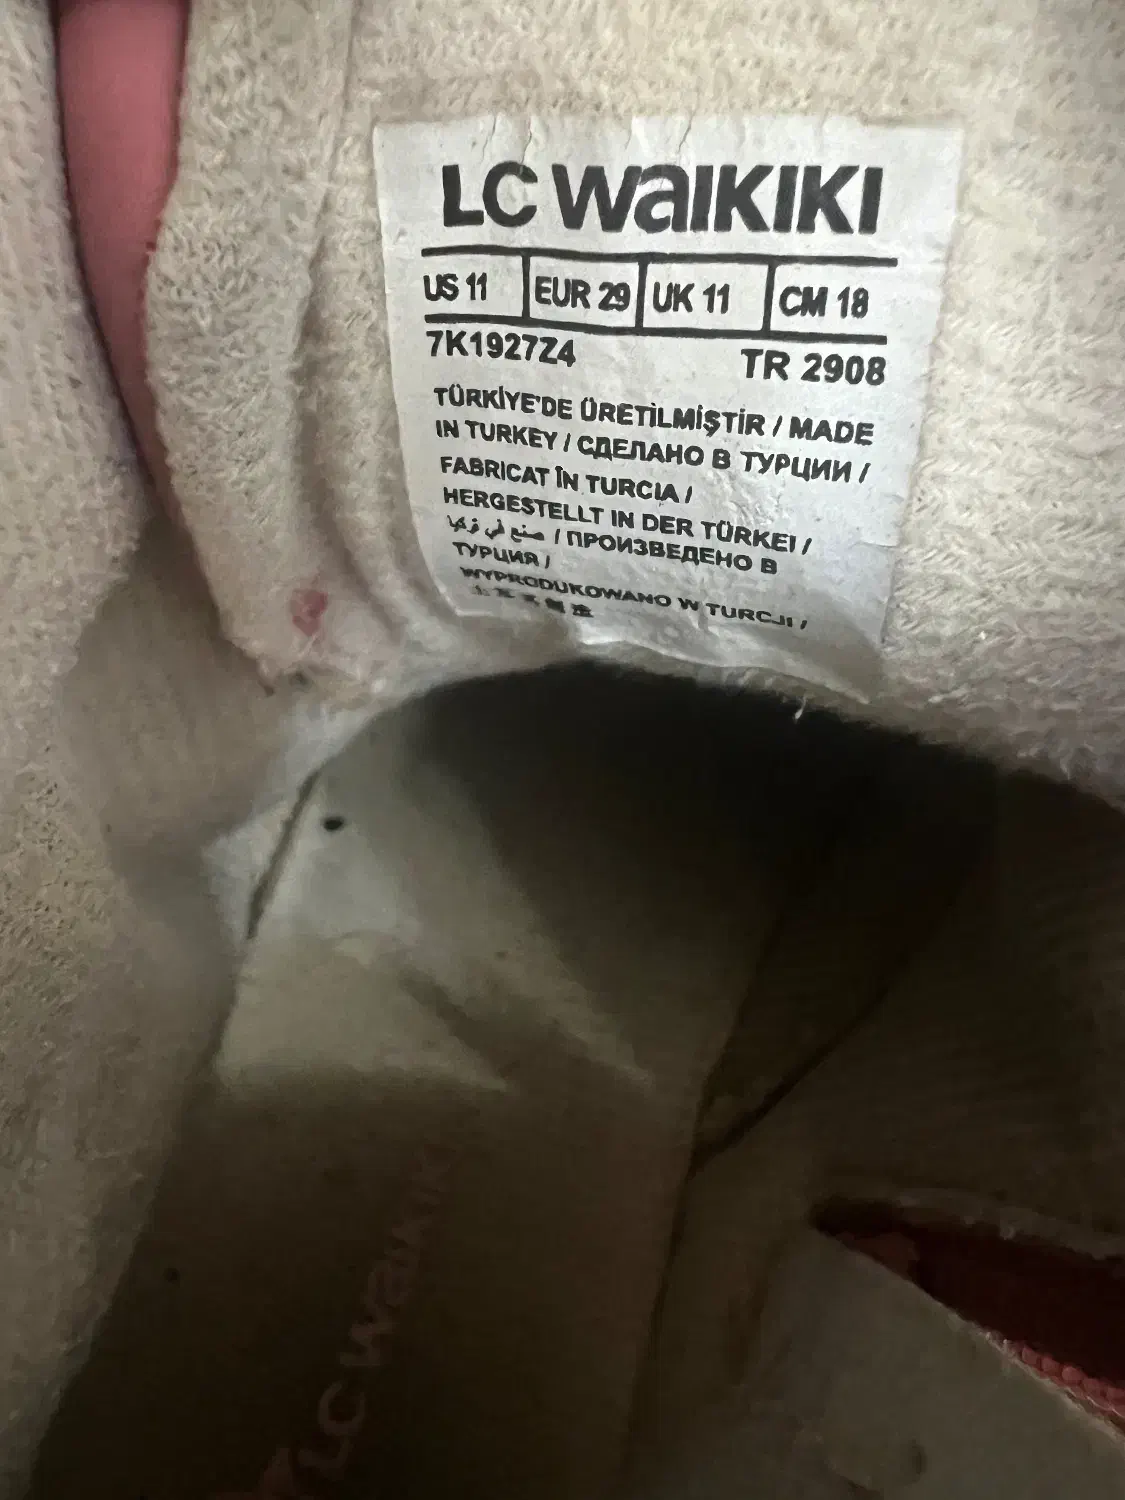 LC WAIKIKI
US 11 EUR 29 UK 11 CM 18
7K1927Z4 TR 2908
TÜRKİYE'DE ÜRETİLMİŞTİR / MADE
IN TURKEY / СДЕЛАНО В ТУРЦИИ /
FABRICAT ÎN TURCIA /
HERGESTELLT IN DER TÜRKEI /
صنع في تركيا / ПРОИЗВЕДЕНО В
ТУРЦИЯ /
WYPRODUKOWANO W TURCJI /
LC WAIKIKI